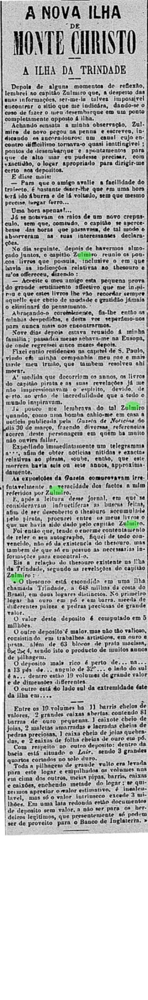 A NOVA ILHA
DE
MONTE CHRISTO
A ILHA DA TRINDADE
Depois de alguns momentos de reflexão,
lembrei ao capitão Zulmiro que, a despeito das
suas informações, ser-me-ia talvez impossivel
encontrar o sitio que me indicára, dando-se o
caso de fazer o meu desembarque em um ponto
completamente opposto á ilha.
Achando sensata a minha observação, Zul-
miro de novo pegou na penna e escreveu, in-
dicando os ancoradouros: um canal cujo en-
contro difficilimo tornava-o quasi inattingivel;
pontos de desembarque e apontamentos para
que de alto mar eu pudesse precisar, com
exactidão, o logar apropriado para dirigir-me
certo aos depositos.
E disse mais:
— Para que o amigo avalie a facilidade do
trajecto, é bastante dizer-lhe que em uma hora
terá ido áburra e de lá voltado, sem que mesmo
precise largar ferro...
Uma hora apenas!...
Já se notavam os raios de um novo crepus-
culo, sem que, comtudo, o capitão se aperce-
besse das horas que passavam, de tal modo o
absorveram as suas interessantes declara-
ções.
No dia seguinte, depois de havermos almo-
çado juntos, o capitão Zulmiro reunio os pou-
cos livros que possuia, inclusive o em que
havia as indicações relativas ao thesouro e
m'os offereceu, dizendo:
— Acceite o meu amigo esta pequena prova
do grande sentimento affectivo que me inspi-
rou e que estes livros lhe vão recordar sempre
aquelle que cheio de saudade e gratidão jámais
o eliminará do pensamento.
Abraçando-o cordialmente, fiz-lhe então as
minhas despedidas, e desta vez separámo-nos
para nunca mais nos encontrarmos.
Nove dias depois estava reunido á minha
familia; passados mezes achava-me na Europa,
de onde regressei cinco mezes depois.
Fixei então residencia na capital de S. Paulo,
vindo em minha companhia meu pae e mais
tarde meu irmão, que tambem resolveu ahi
morar.
A' medida que decorriam os annos, os livros
do capitão pirata e as suas revelações já me
não impressionavam o espirito, devido, de
certo, ao grão de incredulidade que a todo o
mundo inspiravam.
Já pouco me lembrava do tal Zulmiro
quando, como uma bomba cahio-me em casa a
noticia publicada pela Gazeta de Noticias do
dia 30 de março, fazendo diversas referencias
acerca deste personagem em quem ha muito
não ouvira fallar.
Expedindo immediatamente um telegramma
a..., afim de obter noticias nitidas e exactas
relativas ao pirata, soube, então, que este
morrera havia seis ou sete annos, approxima-
damente.
As exposições da Gazeta comprovavam irre-
futavelmente a veracidade dos factos a mim
referidos por Zulmiro.
E, após a leitura desse jornal, em que se
consideravam infructiferas as buscas feitas,
afim de ser descoberto o thesouro accumulado
pelo pirata, procurei entre os meus livros o
que me havia sido dado pelo capitão Zulmiro.
Foi então que, tendo o enorme contentamento
de reler o seu autographo, fiquei de todo con-
vencido, não só da existencia do thesouro, mas
tambem de que só eu possuo as necessarias in-
formações para encontral-o.
Eis a relação do thesouro existente na Ilha
da Trindade, segundo as revelações do capitão
Zulmiro:
« O thesouro está escondido em uma Ilha
chamada Trindade, a 648 milhas da costa do
Brasil, em dous logares distinctos. No primeiro
logar ha ouro em pó e em barra, moeda de
differentes paizes e pedras preciosas de grande
valor.
O valor deste deposito é computado em 5
milhões.
O outro deposito é maior, mas não tão valioso,
consistindo em trabalhos artisticos, em ouro e
prata, além de 63 blocos de prata macissa,
6×2×4, sendo isto o producto de muitos annos
de pilhagem.
O deposito mais rico é perto de... na...
a 13 pés de... angulo de 32º... o lado do sul
é a... dentro estão 19 volumes de grande valor
e de dimensões differentes.
O outro está do lado sul da extremidade éste
da ilha em....
Entre os 19 volumes ha 11 barris cheios de
valores, 2 grandes caixas abertas, contendo 81
barras de ouro pequenas, 1 caixote cheio de
joias, 2 maletas amarradas e lacradas cheias de
pedras preciosas, 1 caixa cheia de joias quebra-
das, e 2 caixas de folha cheias de ouro em pó.
Com respeito ao outro deposito: dentro da
bacia está situado o Lair, sendo 3 grandes
quartos cortados no solo duro.
Toda a pilhagem de grande vulto era levada
para este logar e empilhados os volumes uns
em cima dos outros, meias pipas, barris, caixas
e caixões, enchendo metade do logar; se qui-
zermos apreciar o valor estimativo, é incalcu-
lavel, mas só o valor intrinseco excede 3 mi-
lhões. Em uma lata redonda estão documentos
de deposito sem valor, a não ser para os her-
deiros legitimos, que presentemente só podem
ser de proveito para o Banco de Inglaterra. »